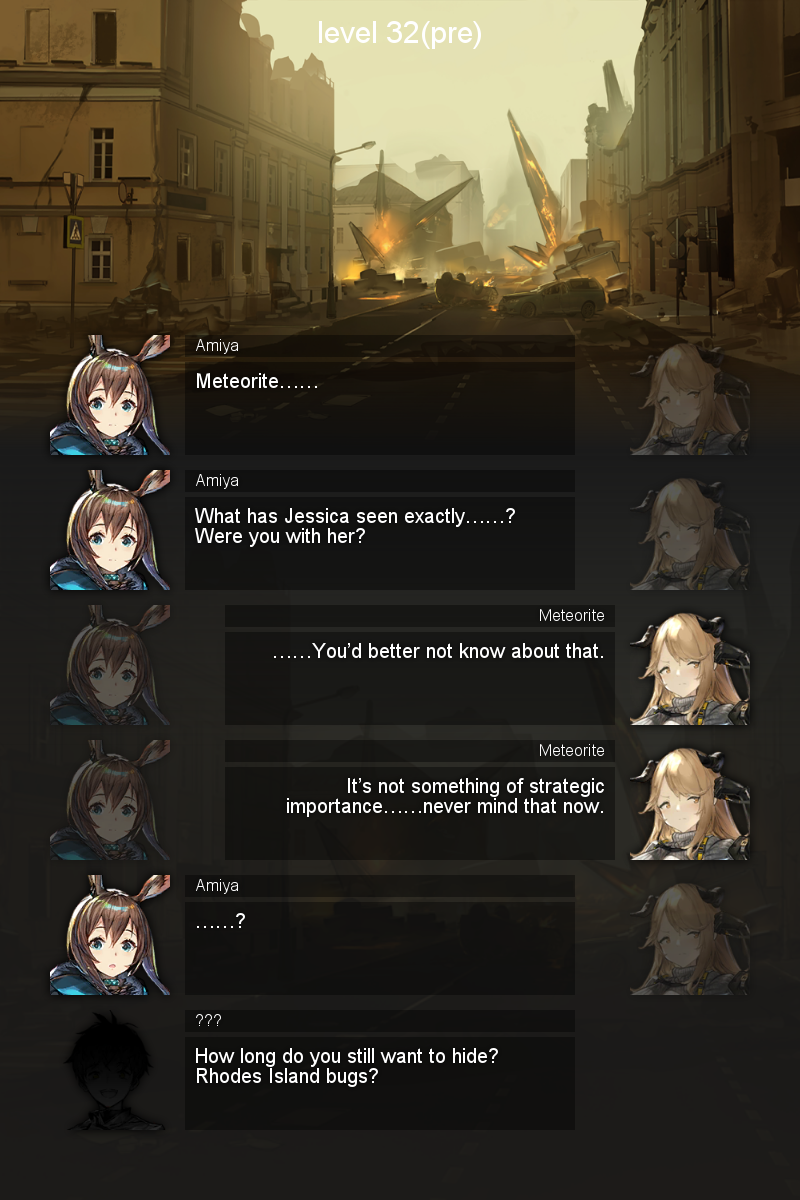 level 32(pre)
Amiya
Meteorite……
Amiya
What has Jessica seen exactly……?
Were you with her?
Meteorite
……You’d better not know about that.
Meteorite
It’s not something of strategic
importance……never mind that now.
Amiya
……?
???
How long do you still want to hide?
Rhodes Island bugs?